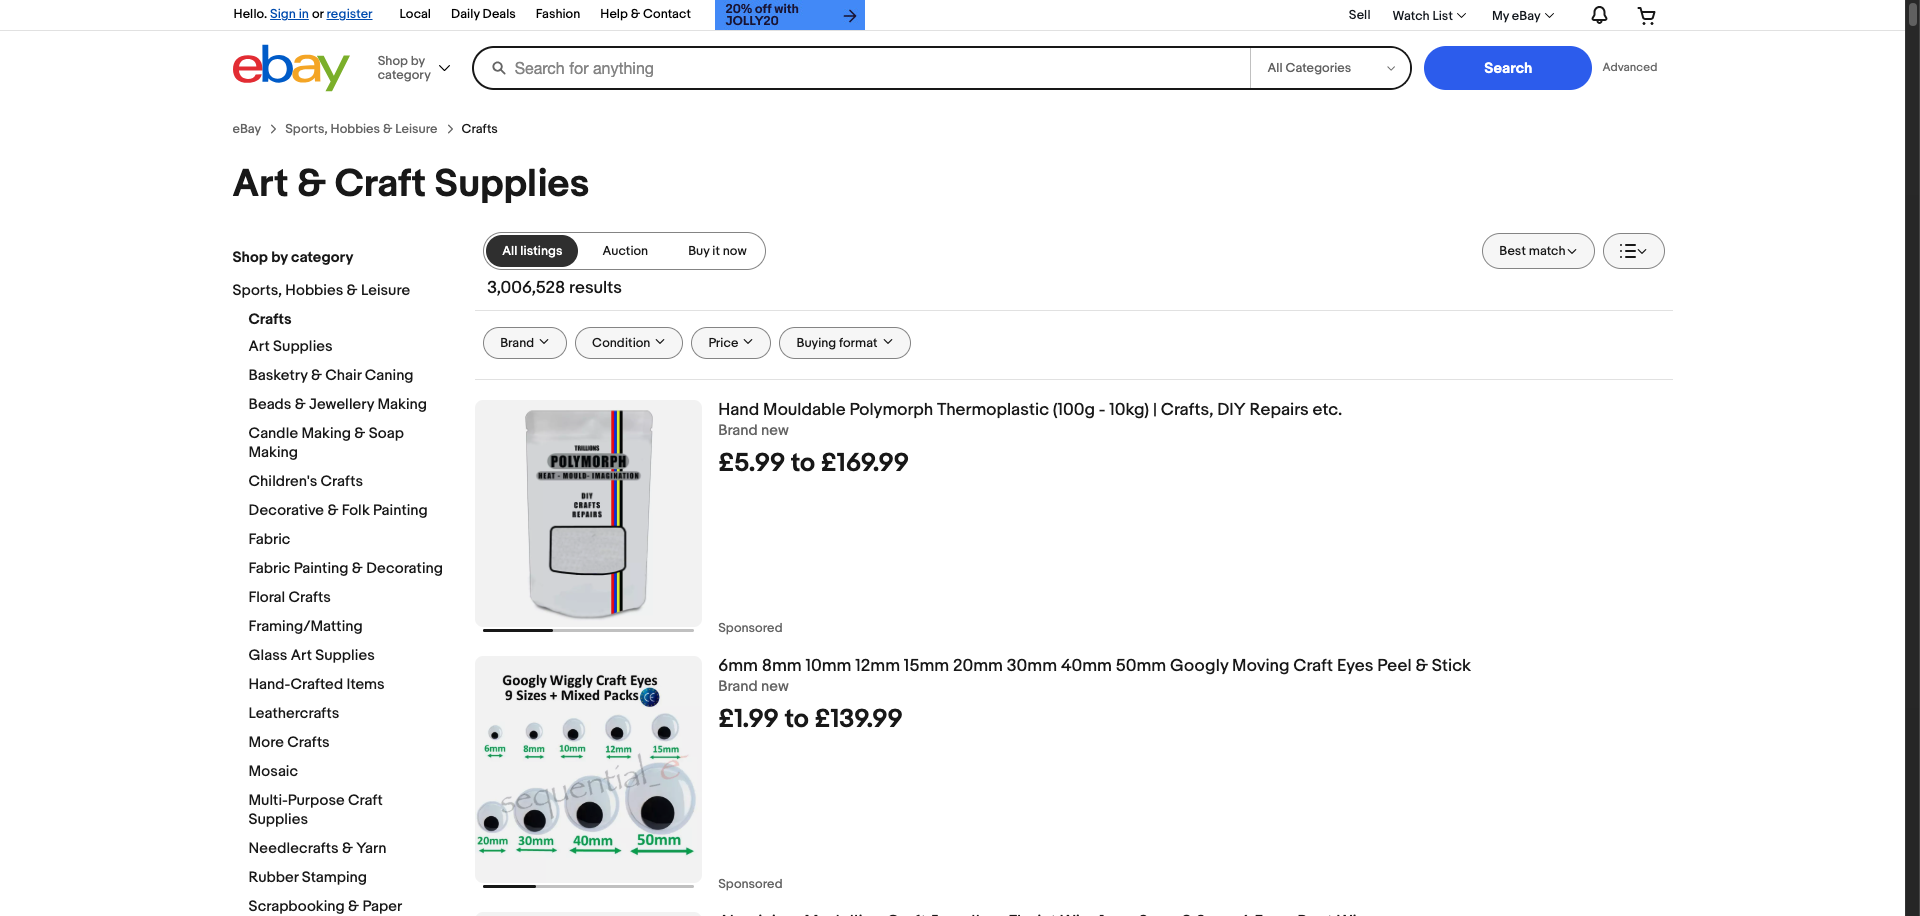 Hello. Sign in or register
Local
Daily Deals
Fashion
Help & Contact
20% off with
JOLLY20
Sell
Watch List
My eBay
ebay
Shop by
category
Search for anything
All Categories
Search
Advanced
eBay
Sports, Hobbies & Leisure
Crafts
Art & Craft Supplies
Shop by category
Sports, Hobbies & Leisure
Crafts
Art Supplies
Basketry & Chair Caning
Beads & Jewellery Making
Candle Making & Soap
Making
Children's Crafts
Decorative & Folk Painting
Fabric
Fabric Painting & Decorating
Floral Crafts
Framing/Matting
Glass Art Supplies
Hand-Crafted Items
Leathercrafts
More Crafts
Mosaic
Multi-Purpose Craft
Supplies
Needlecrafts & Yarn
Rubber Stamping
Scrapbooking & Paper
All listings
Auction
Buy it now
Best match
3,006,528 results
Brand
Condition
Price
Buying format
TRILLIONS
POLYMORPH
HEAT - MOULD- IMAGINATION
DIY
CRAFTS
REPAIRS
Hand Mouldable Polymorph Thermoplastic (100g - 10kg) | Crafts, DIY Repairs etc.
Brand new
£5.99 to £169.99
Sponsored
Googly Wiggly Craft Eyes
9 Sizes + Mixed Packs
CE
6mm 8mm 10mm 12mm 15mm
sequential_e
20mm 30mm 40mm 50mm
6mm 8mm 10mm 12mm 15mm 20mm 30mm 40mm 50mm Googly Moving Craft Eyes Peel & Stick
Brand new
£1.99 to £139.99
Sponsored